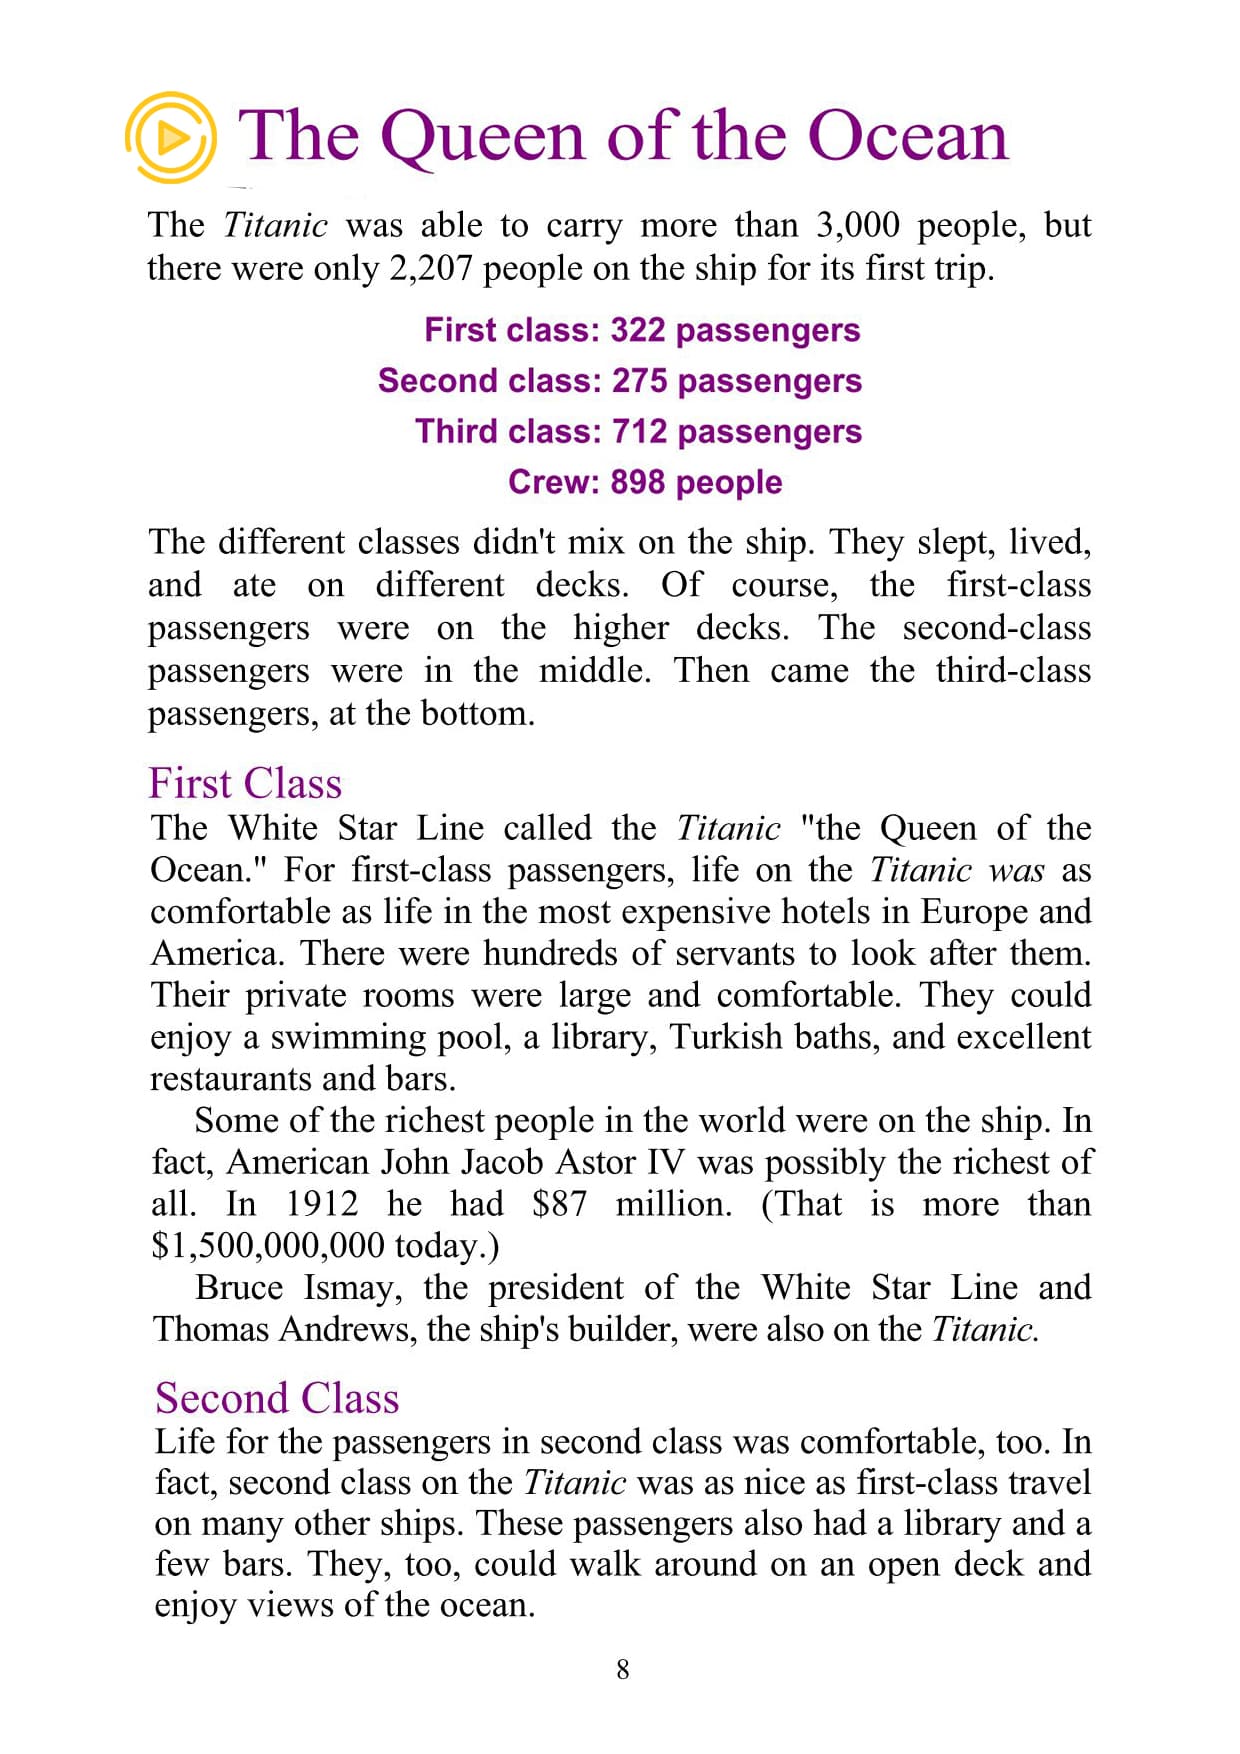 The Queen of the Ocean
The Titanic was able to carry more than 3,000 people, but
there were only 2,207 people on the ship for its first trip.
First class: 322 passengers
Second class: 275 passengers
Third class: 712 passengers
Crew: 898 people
The different classes didn't mix on the ship. They slept, lived,
and ate on different decks. Of course, the first-class
passengers were on the higher decks. The second-class
passengers were in the middle. Then came the third-class
passengers, at the bottom.
First Class
The White Star Line called the Titanic "the Queen of the
Ocean." For first-class passengers, life on the Titanic was as
comfortable as life in the most expensive hotels in Europe and
America. There were hundreds of servants to look after them.
Their private rooms were large and comfortable. They could
enjoy a swimming pool, a library, Turkish baths, and excellent
restaurants and bars.
Some of the richest people in the world were on the ship. In
fact, American John Jacob Astor IV was possibly the richest of
all. In 1912 he had $87 million. (That is more than
$1,500,000,000 today.)
Bruce Ismay, the president of the White Star Line and
Thomas Andrews, the ship's builder, were also on the Titanic.
Second Class
Life for the passengers in second class was comfortable, too. In
fact, second class on the Titanic was as nice as first-class travel
on many other ships. These passengers also had a library and a
few bars. They, too, could walk around on an open deck and
enjoy views of the ocean.
8